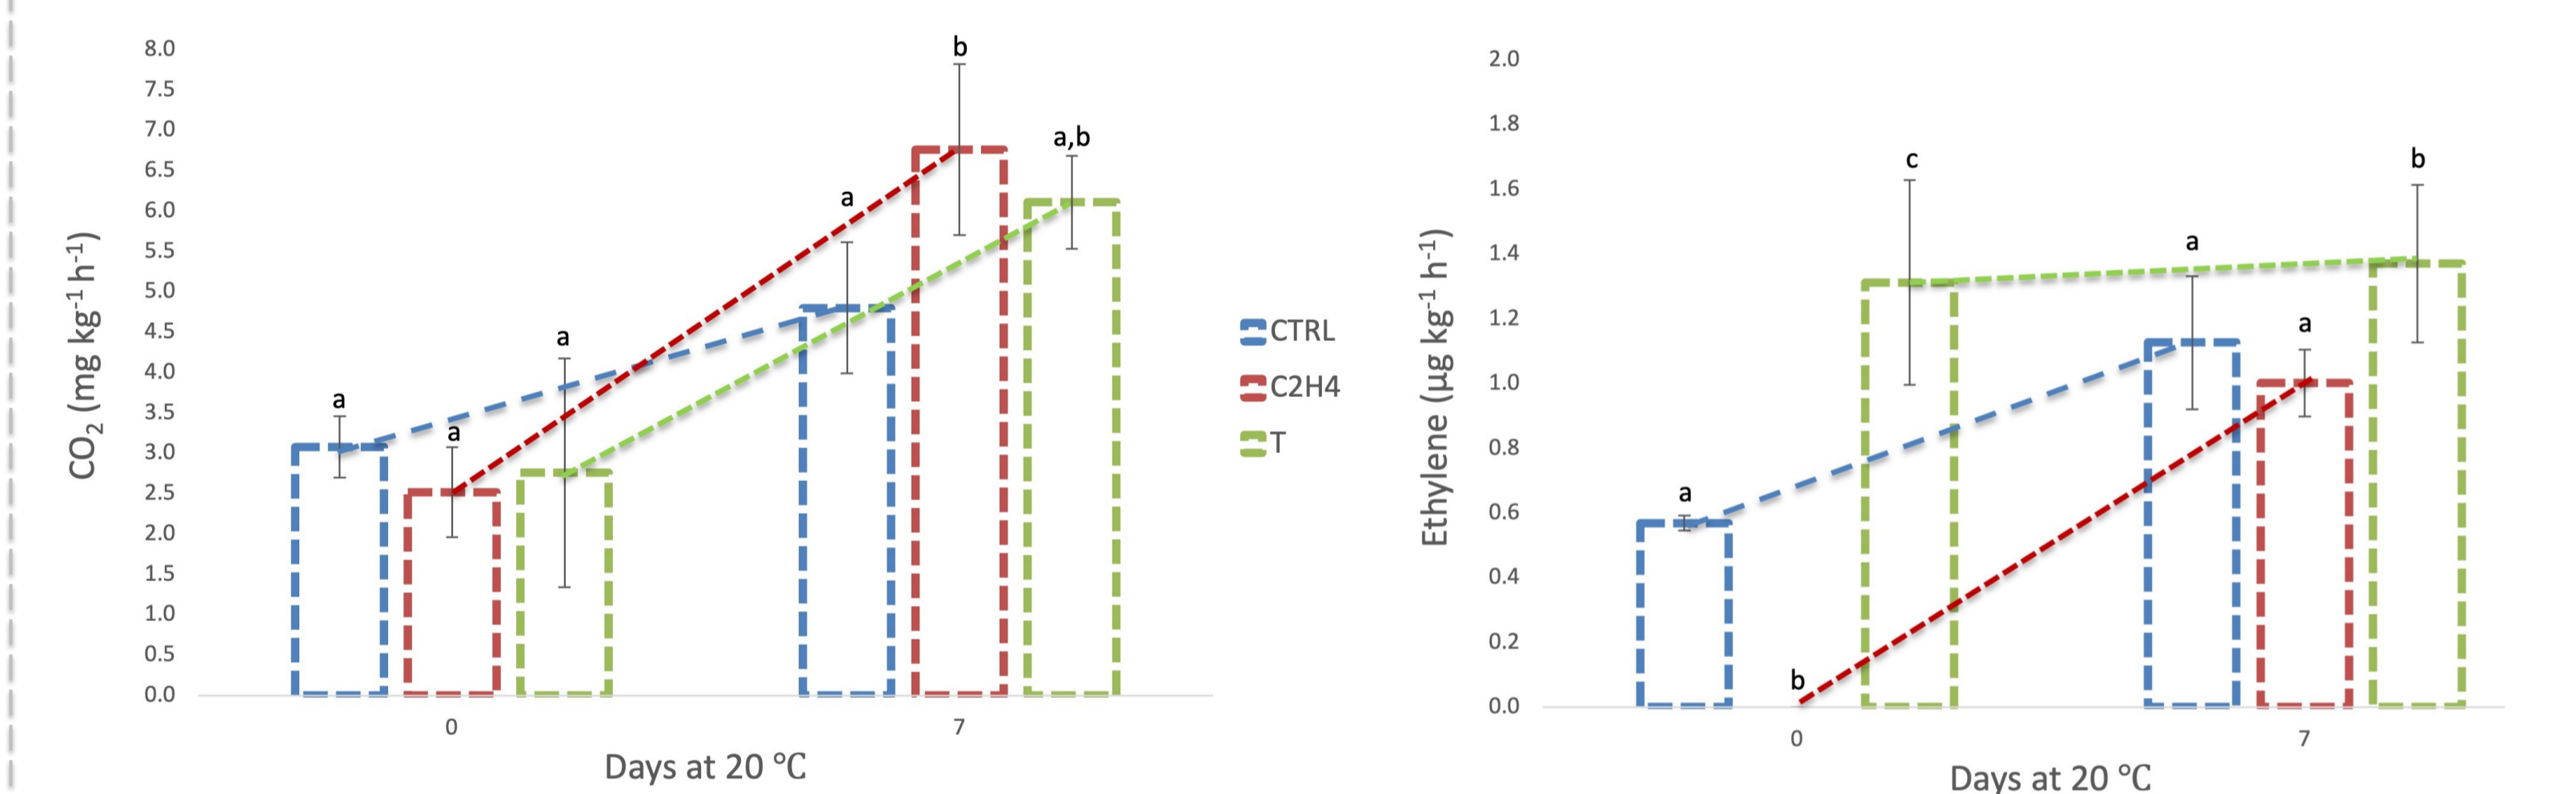 8.0
7.5
7.0
6.5
6.0
5.5
5.0
4.5
4.0
3.5
3.0
2.5
2.0
1.5
1.0
0.5
0.0
CO₂ (mg kg⁻¹ h⁻¹)
a
a
a
a
b
a,b
0
7
Days at 20 °C
CTRL
C2H4
T
2.0
1.8
1.6
1.4
1.2
1.0
0.8
0.6
0.4
0.2
0.0
Ethylene (µg kg⁻¹ h⁻¹)
a
b
c
a
a
b
0
7
Days at 20 °C